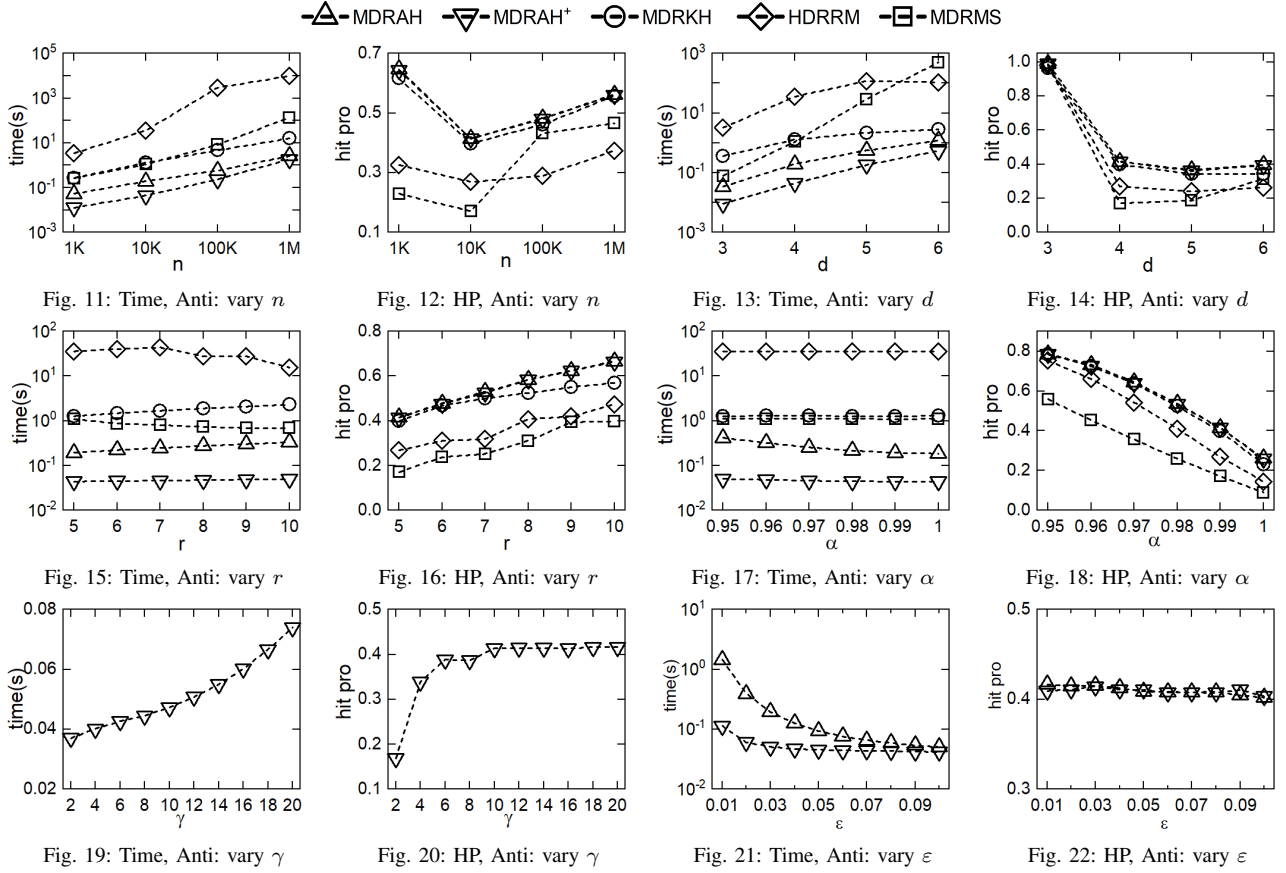 MDRAH MDRAH+ MDRKH HDRRM MDRMS
10^5
10^3
10^1
10^-1
10^-3
time(s)
1K 10K 100K 1M
n
0.7
0.5
0.3
0.1
hit pro
1K 10K 100K 1M
n
10^3
10^1
10^-1
10^-3
time(s)
3 4 5 6
d
1.0
0.8
0.6
0.4
0.2
0.0
hit pro
3 4 5 6
d
Fig. 11: Time, Anti: vary n
Fig. 12: HP, Anti: vary n
Fig. 13: Time, Anti: vary d
Fig. 14: HP, Anti: vary d
10^2
10^1
10^0
10^-1
10^-2
time(s)
5 6 7 8 9 10
r
0.8
0.6
0.4
0.2
0.0
hit pro
5 6 7 8 9 10
r
10^2
10^1
10^0
10^-1
10^-2
time(s)
0.95 0.96 0.97 0.98 0.99 1
α
0.8
0.6
0.4
0.2
0.0
hit pro
0.95 0.96 0.97 0.98 0.99 1
α
Fig. 15: Time, Anti: vary r
Fig. 16: HP, Anti: vary r
Fig. 17: Time, Anti: vary α
Fig. 18: HP, Anti: vary α
0.08
0.06
0.04
0.02
time(s)
2 4 6 8 10 12 14 16 18 20
γ
0.5
0.4
0.3
0.2
0.1
hit pro
2 4 6 8 10 12 14 16 18 20
γ
10^1
10^0
10^-1
10^-2
time(s)
0.01 0.03 0.05 0.07 0.09
ε
0.5
0.4
0.3
hit pro
0.01 0.03 0.05 0.07 0.09
ε
Fig. 19: Time, Anti: vary γ
Fig. 20: HP, Anti: vary γ
Fig. 21: Time, Anti: vary ε
Fig. 22: HP, Anti: vary ε